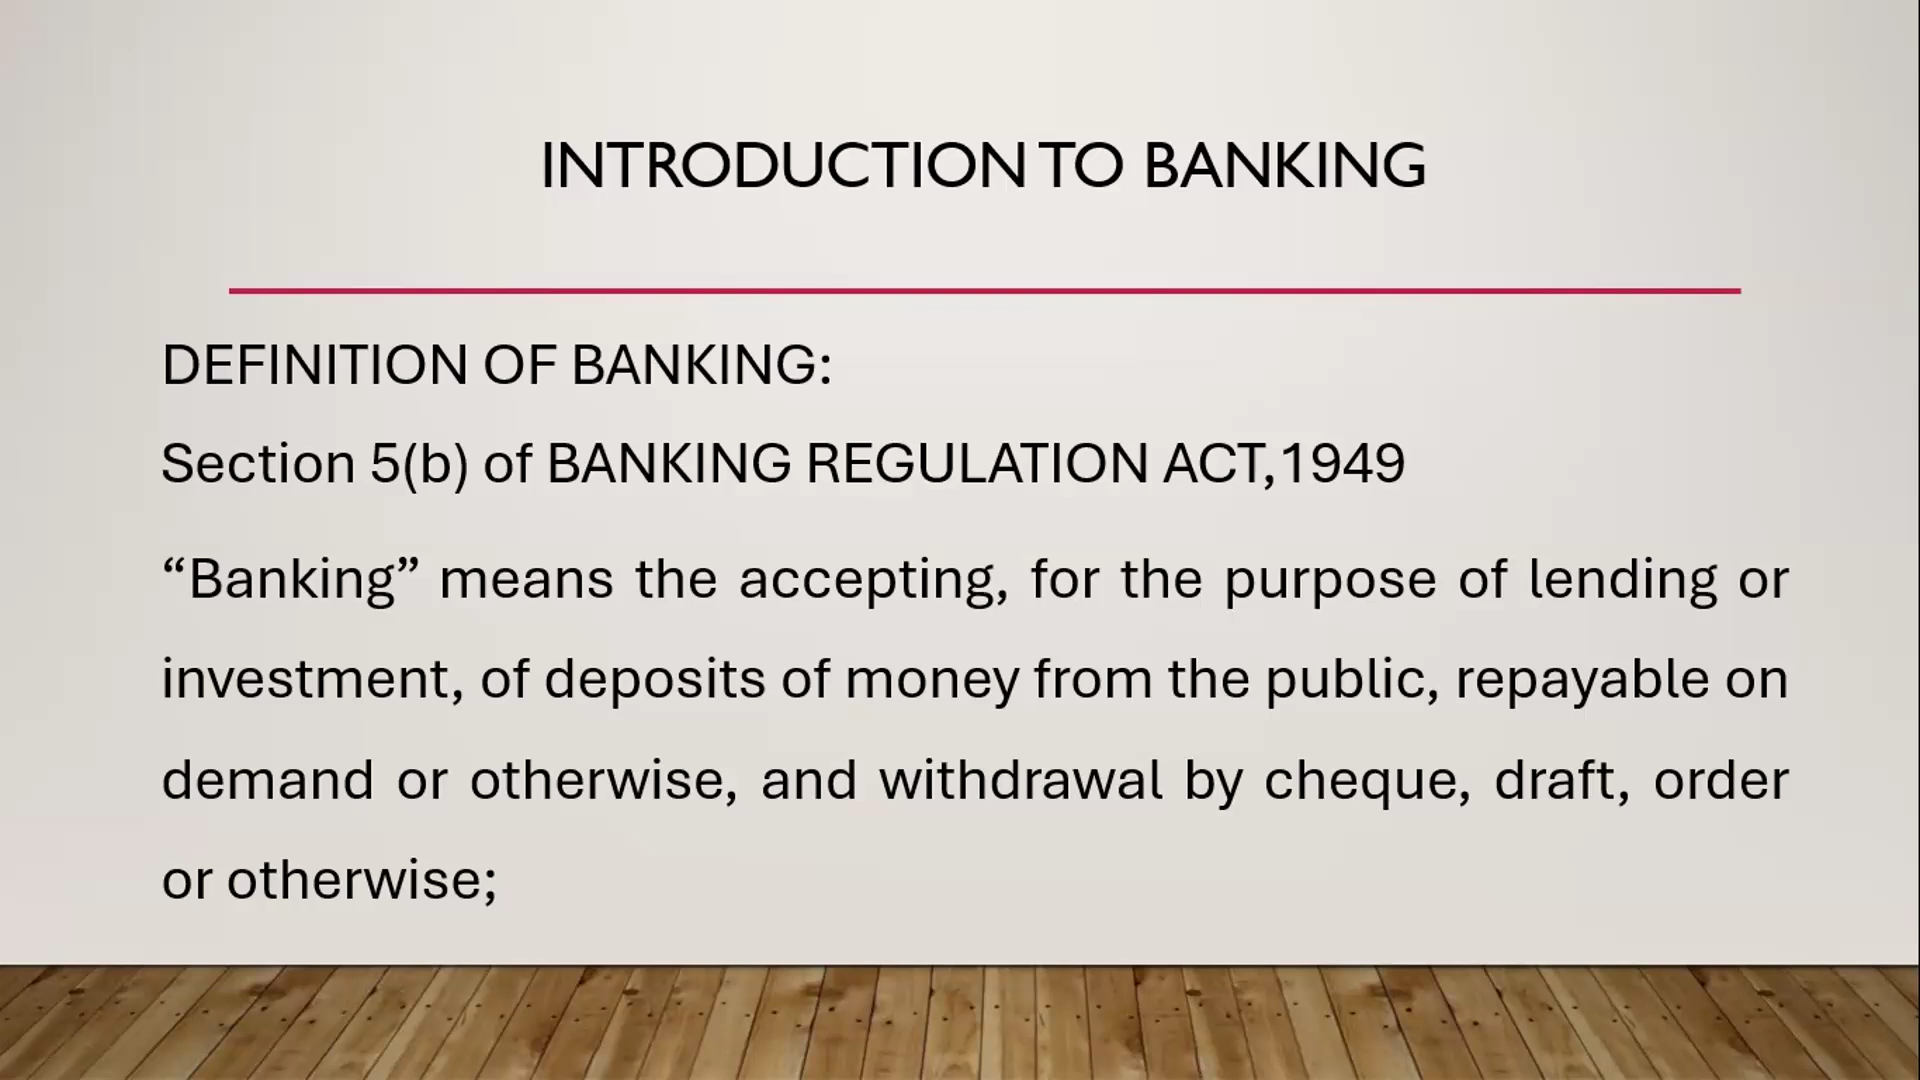 INTRODUCTION TO BANKING
DEFINITION OF BANKING:
Section 5(b) of BANKING REGULATION ACT,1949
“Banking” means the accepting, for the purpose of lending or
investment, of deposits of money from the public, repayable on
demand or otherwise, and withdrawal by cheque, draft, order
or otherwise;